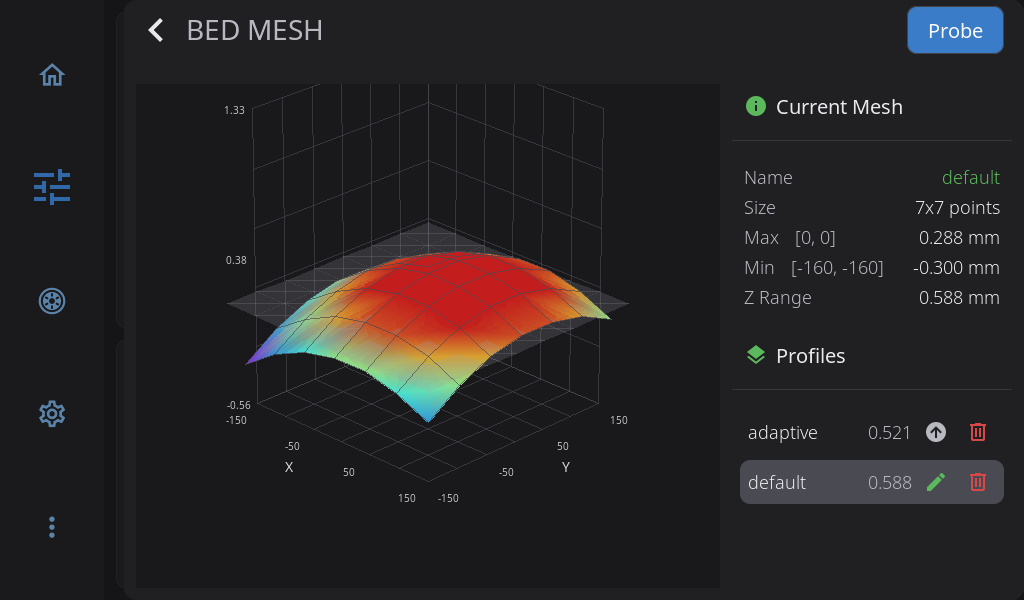 BED MESH
Probe
1.33
0.38
-0.56
-150
-50
X
50
150
-150
-50
Y
50
150
Current Mesh
Name default
Size 7x7 points
Max [0, 0] 0.288 mm
Min [-160, -160] -0.300 mm
Z Range 0.588 mm
Profiles
adaptive 0.521
default 0.588